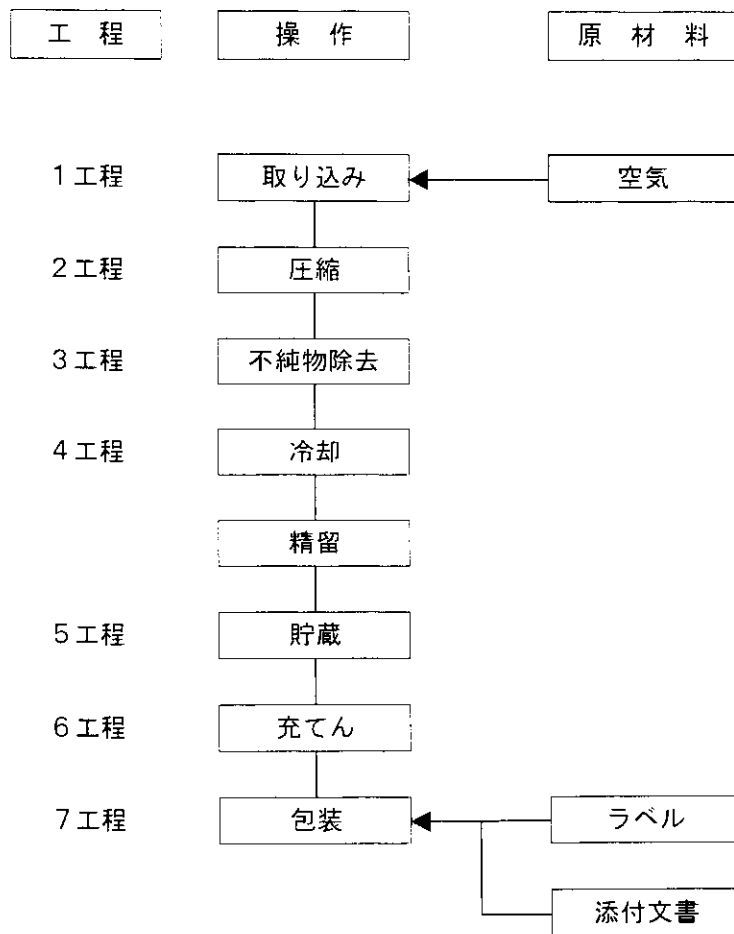 工程 操作 原材料
1工程 取り込み 空気
2工程 圧縮
3工程 不純物除去
4工程 冷却
精留
5工程 貯蔵
6工程 充てん
7工程 包装 ラベル
添付文書